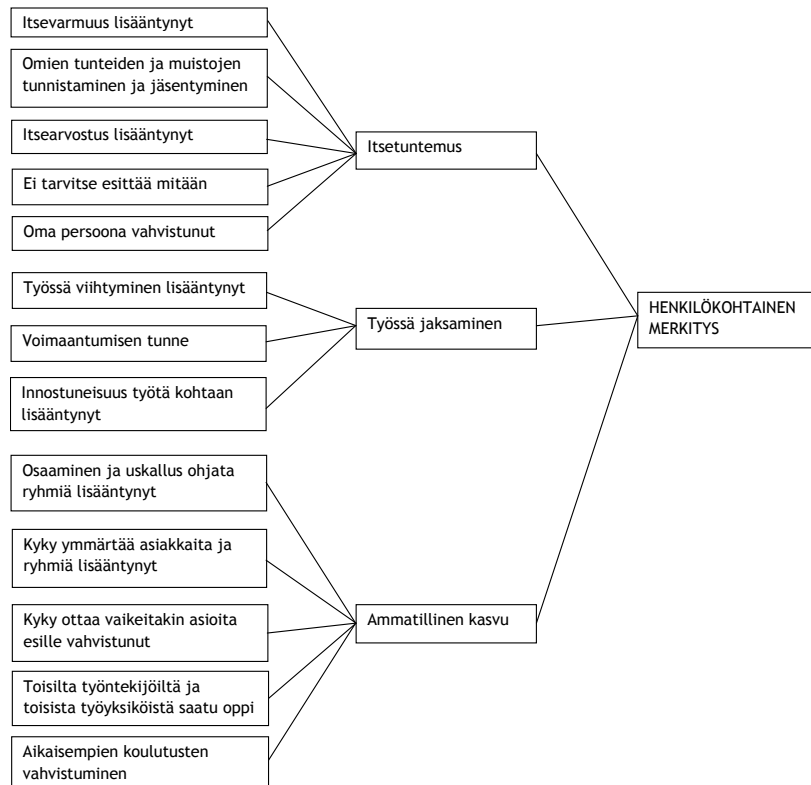 Itsevarmuus lisääntynyt
Omien tunteiden ja muistojen
tunnistaminen ja jäsentyminen
Itsearvostus lisääntynyt
Ei tarvitse esittää mitään
Oma persoona vahvistunut
Itsetuntemus
Työssä viihtyminen lisääntynyt
Voimaantumisen tunne
Innostuneisuus työtä kohtaan
lisääntynyt
Työssä jaksaminen
Osaaminen ja uskallus ohjata
ryhmiä lisääntynyt
Kyky ymmärtää asiakkaita ja
ryhmiä lisääntynyt
Kyky ottaa vaikeitakin asioita
esille vahvistunut
Toisilta työntekijöiltä ja
toisista työyksiköistä saatu oppi
Aikaisempien koulutusten
vahvistuminen
Ammatillinen kasvu
HENKILÖKOHTAINEN
MERKITYS